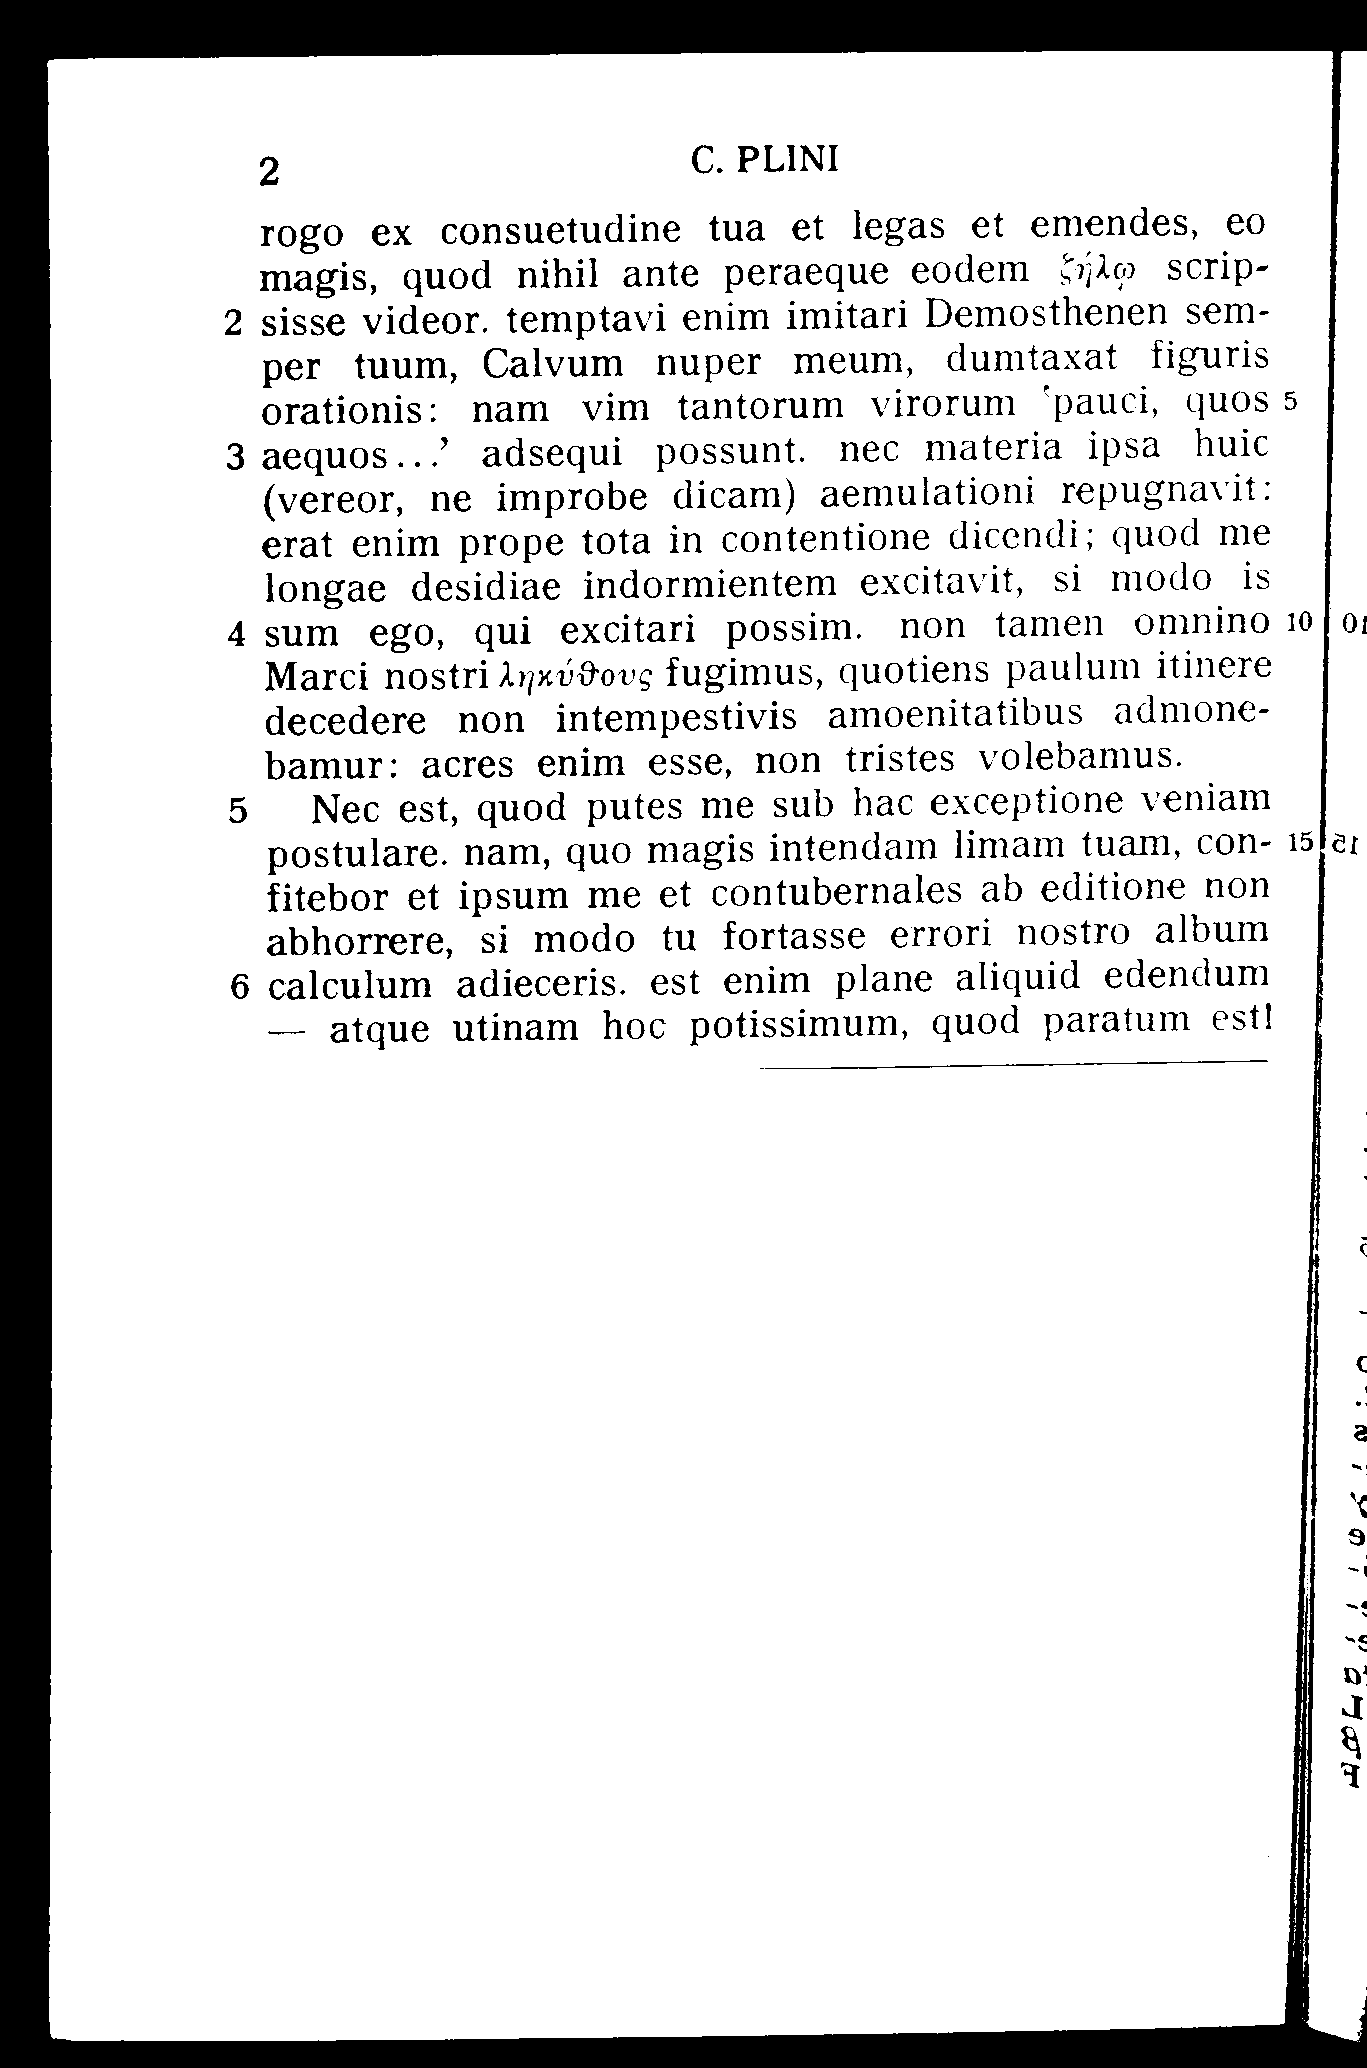 2 C. PLINI
rogo ex consuetudine tua et legas et emendes, eo
magis, quod nihil ante peraeque eodem ζήλῳ scrip-
2 sisse videor. temptavi enim imitari Demosthenen sem-
per tuum, Calvum nuper meum, dumtaxat figuris
orationis: nam vim tantorum virorum ‘pauci, quos 5
3 aequos...’ adsequi possunt. nec materia ipsa huic
(vereor, ne improbe dicam) aemulationi repugnavit:
erat enim prope tota in contentione dicendi; quod me
longae desidiae indormientem excitavit, si modo is
4 sum ego, qui excitari possim. non tamen omnino 10
Marci nostri ληκύϑους fugimus, quotiens paulum itinere
decedere non intempestivis amoenitatibus admone-
bamur: acres enim esse, non tristes volebamus.
5 Nec est, quod putes me sub hac exceptione veniam
postulare. nam, quo magis intendam limam tuam, con- 15
fitebor et ipsum me et contubernales ab editione non
abhorrere, si modo tu fortasse errori nostro album
6 calculum adieceris. est enim plane aliquid edendum
— atque utinam hoc potissimum, quod paratum est!